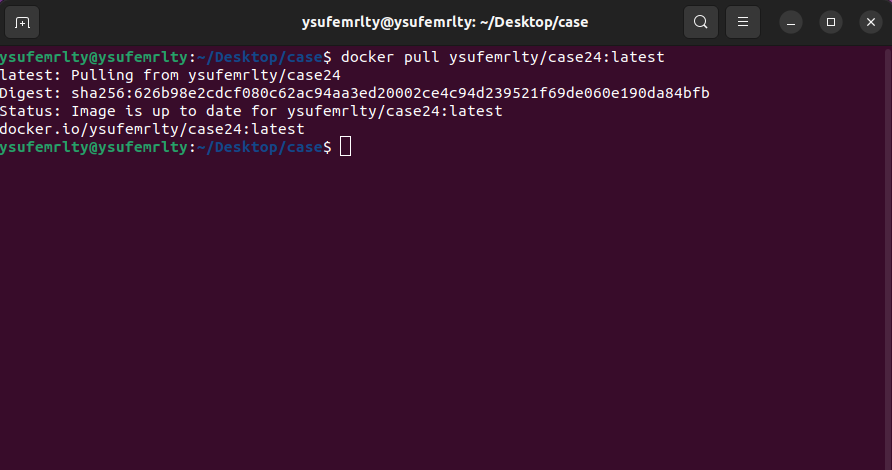 ysufemrlty@ysufemrlty: ~/Desktop/case
ysufemrlty@ysufemrlty:~/Desktop/case$ docker pull ysufemrlty/case24:latest
latest: Pulling from ysufemrlty/case24
Digest: sha256:626b98e2cdcf080c62ac94aa3ed20002ce4c94d239521f69de060e190da84bfb
Status: Image is up to date for ysufemrlty/case24:latest
docker.io/ysufemrlty/case24:latest
ysufemrlty@ysufemrlty:~/Desktop/case$